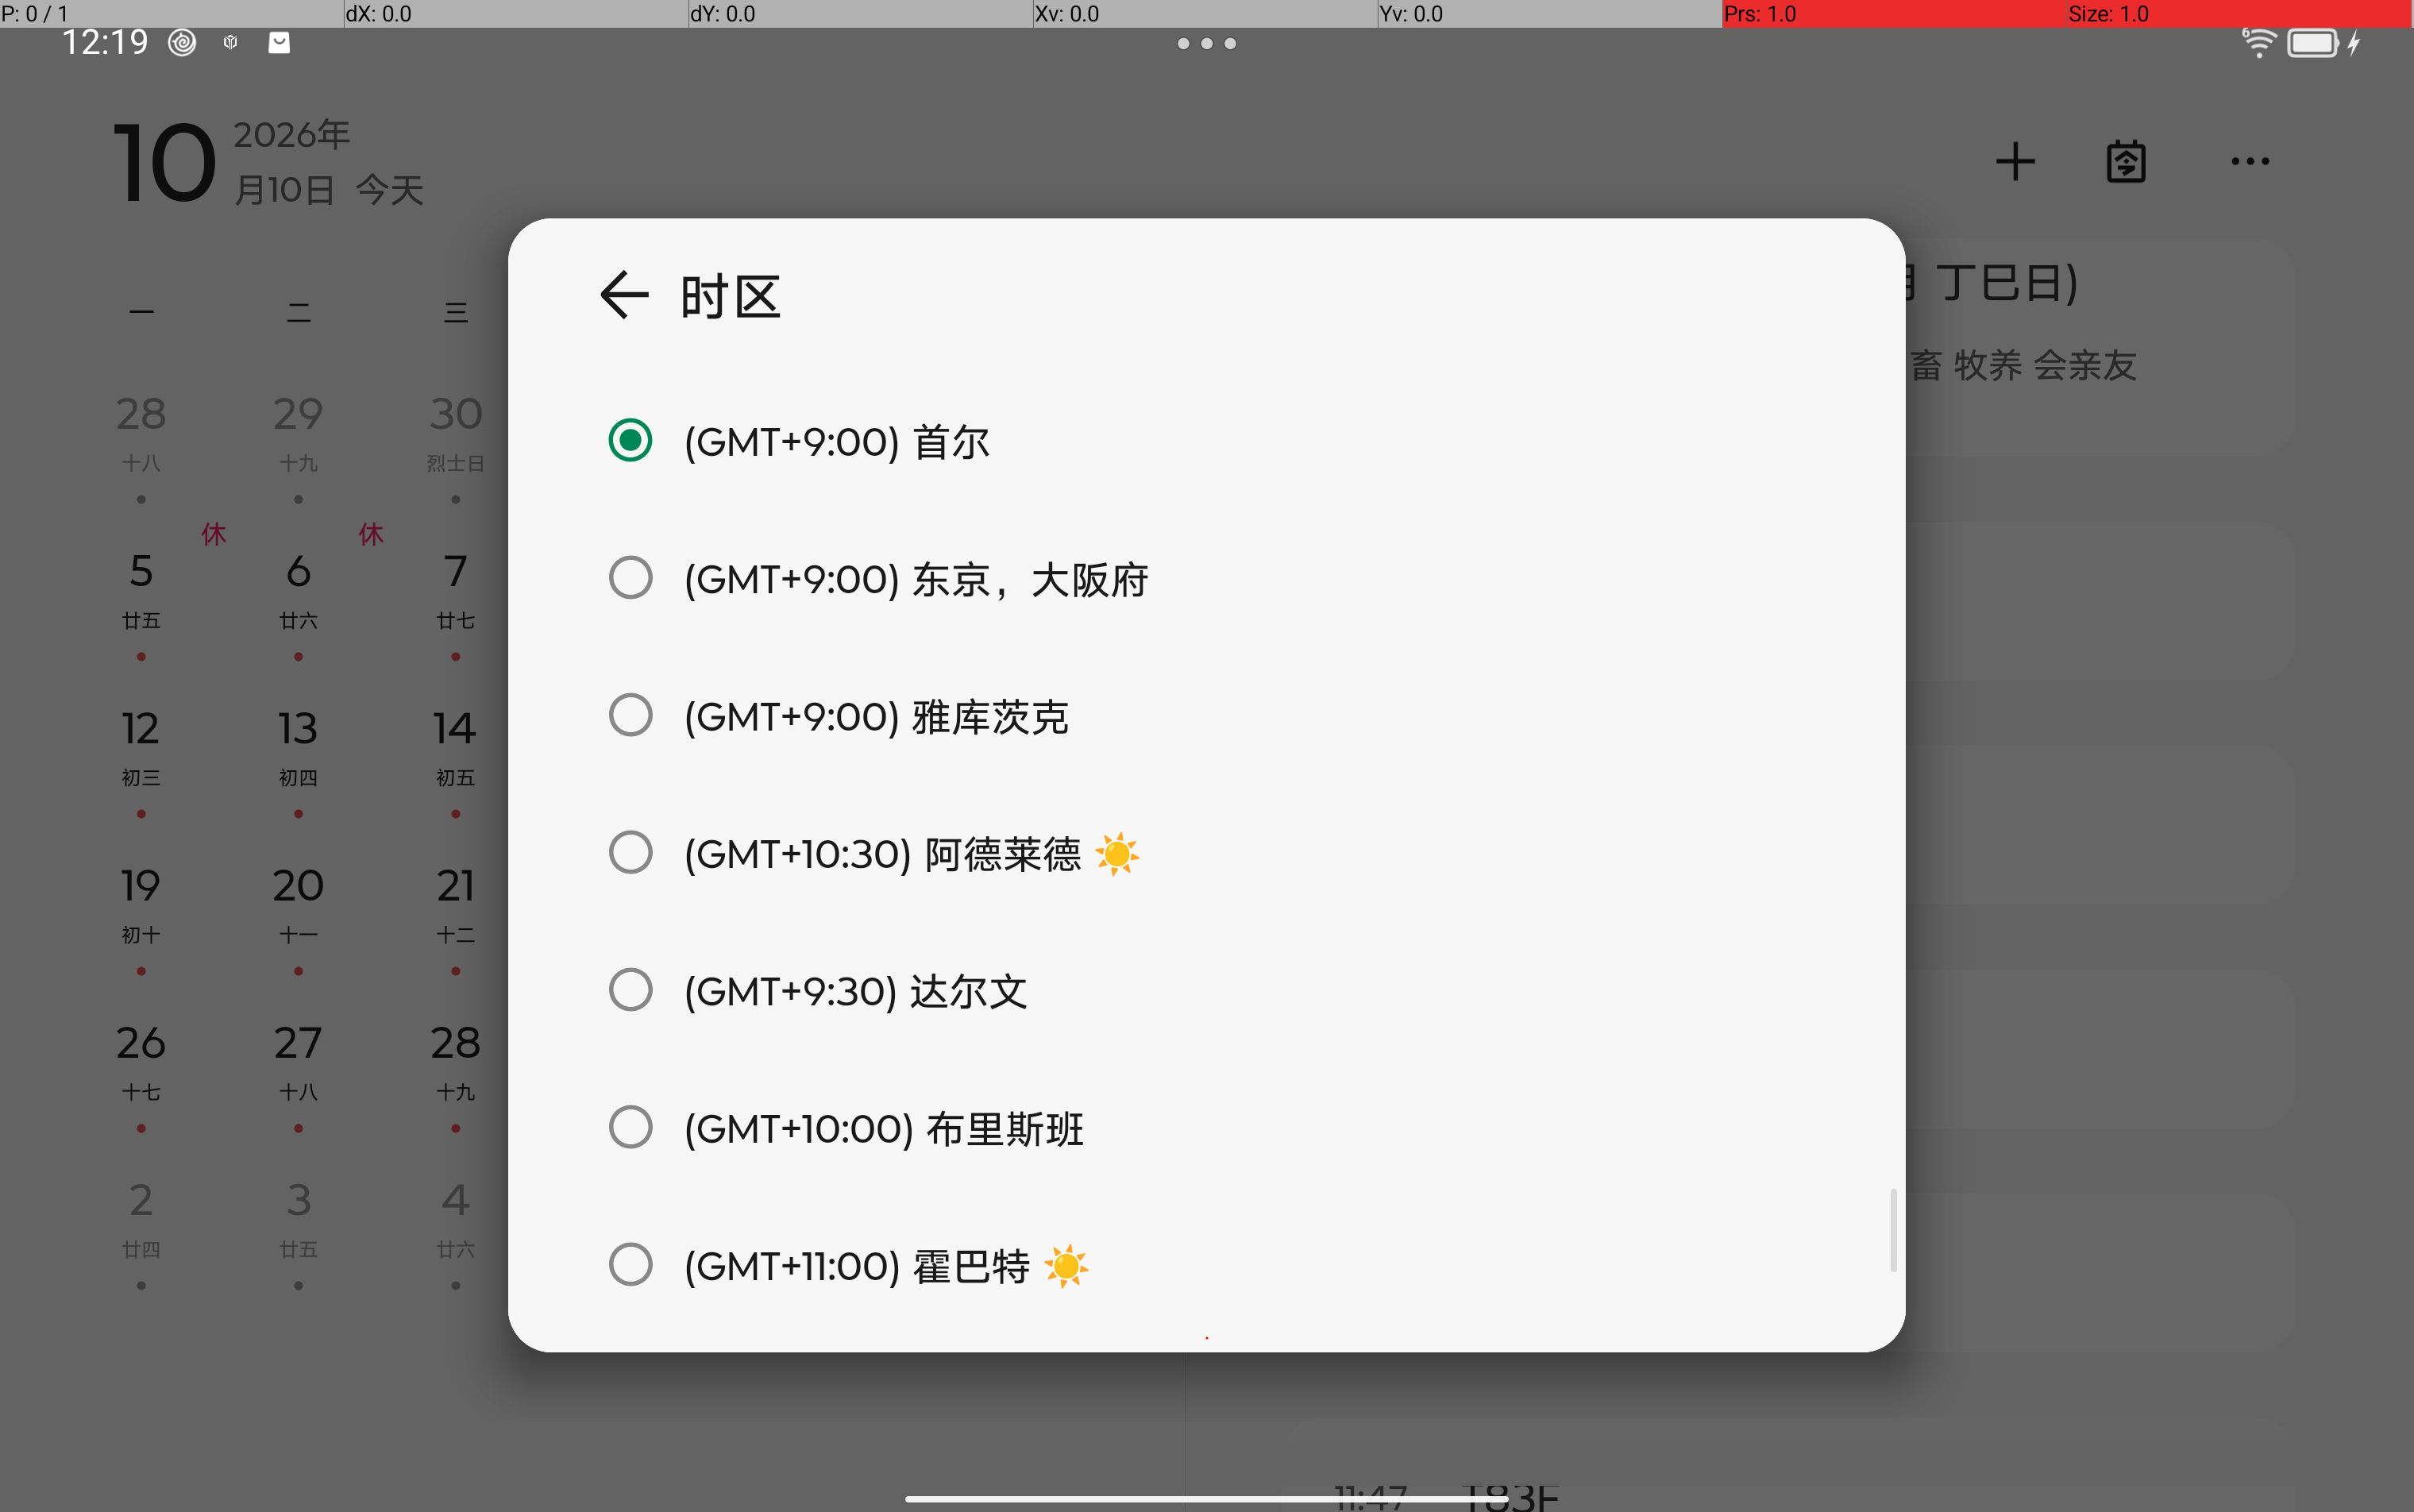 P: 0 / 1 dX: 0.0 dY: 0.0 Xv: 0.0 Yv: 0.0 Prs: 1.0 Size: 1.0
12:19 6
10 2026年
月10日 今天
丁巳日)
畜 牧养 会亲友
一 二 三
28 29 30
十八 十九 烈士日
休 休
5 6 7
廿五 廿六 廿七
12 13 14
初三 初四 初五
19 20 21
初十 十一 十二
26 27 28
十七 十八 十九
2 3 4
廿四 廿五 廿六
时区
(GMT+9:00) 首尔
(GMT+9:00) 东京，大阪府
(GMT+9:00) 雅库茨克
(GMT+10:30) 阿德莱德 ☀️
(GMT+9:30) 达尔文
(GMT+10:00) 布里斯班
(GMT+11:00) 霍巴特 ☀️
11:47 T83F